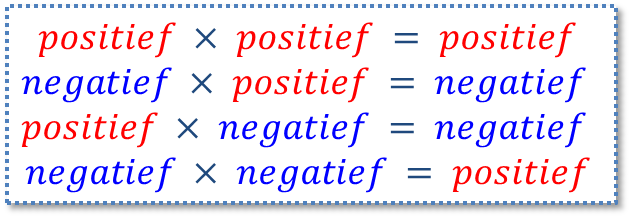 positief × positief = positief
negatief × positief = negatief
positief × negatief = negatief
negatief × negatief = positief